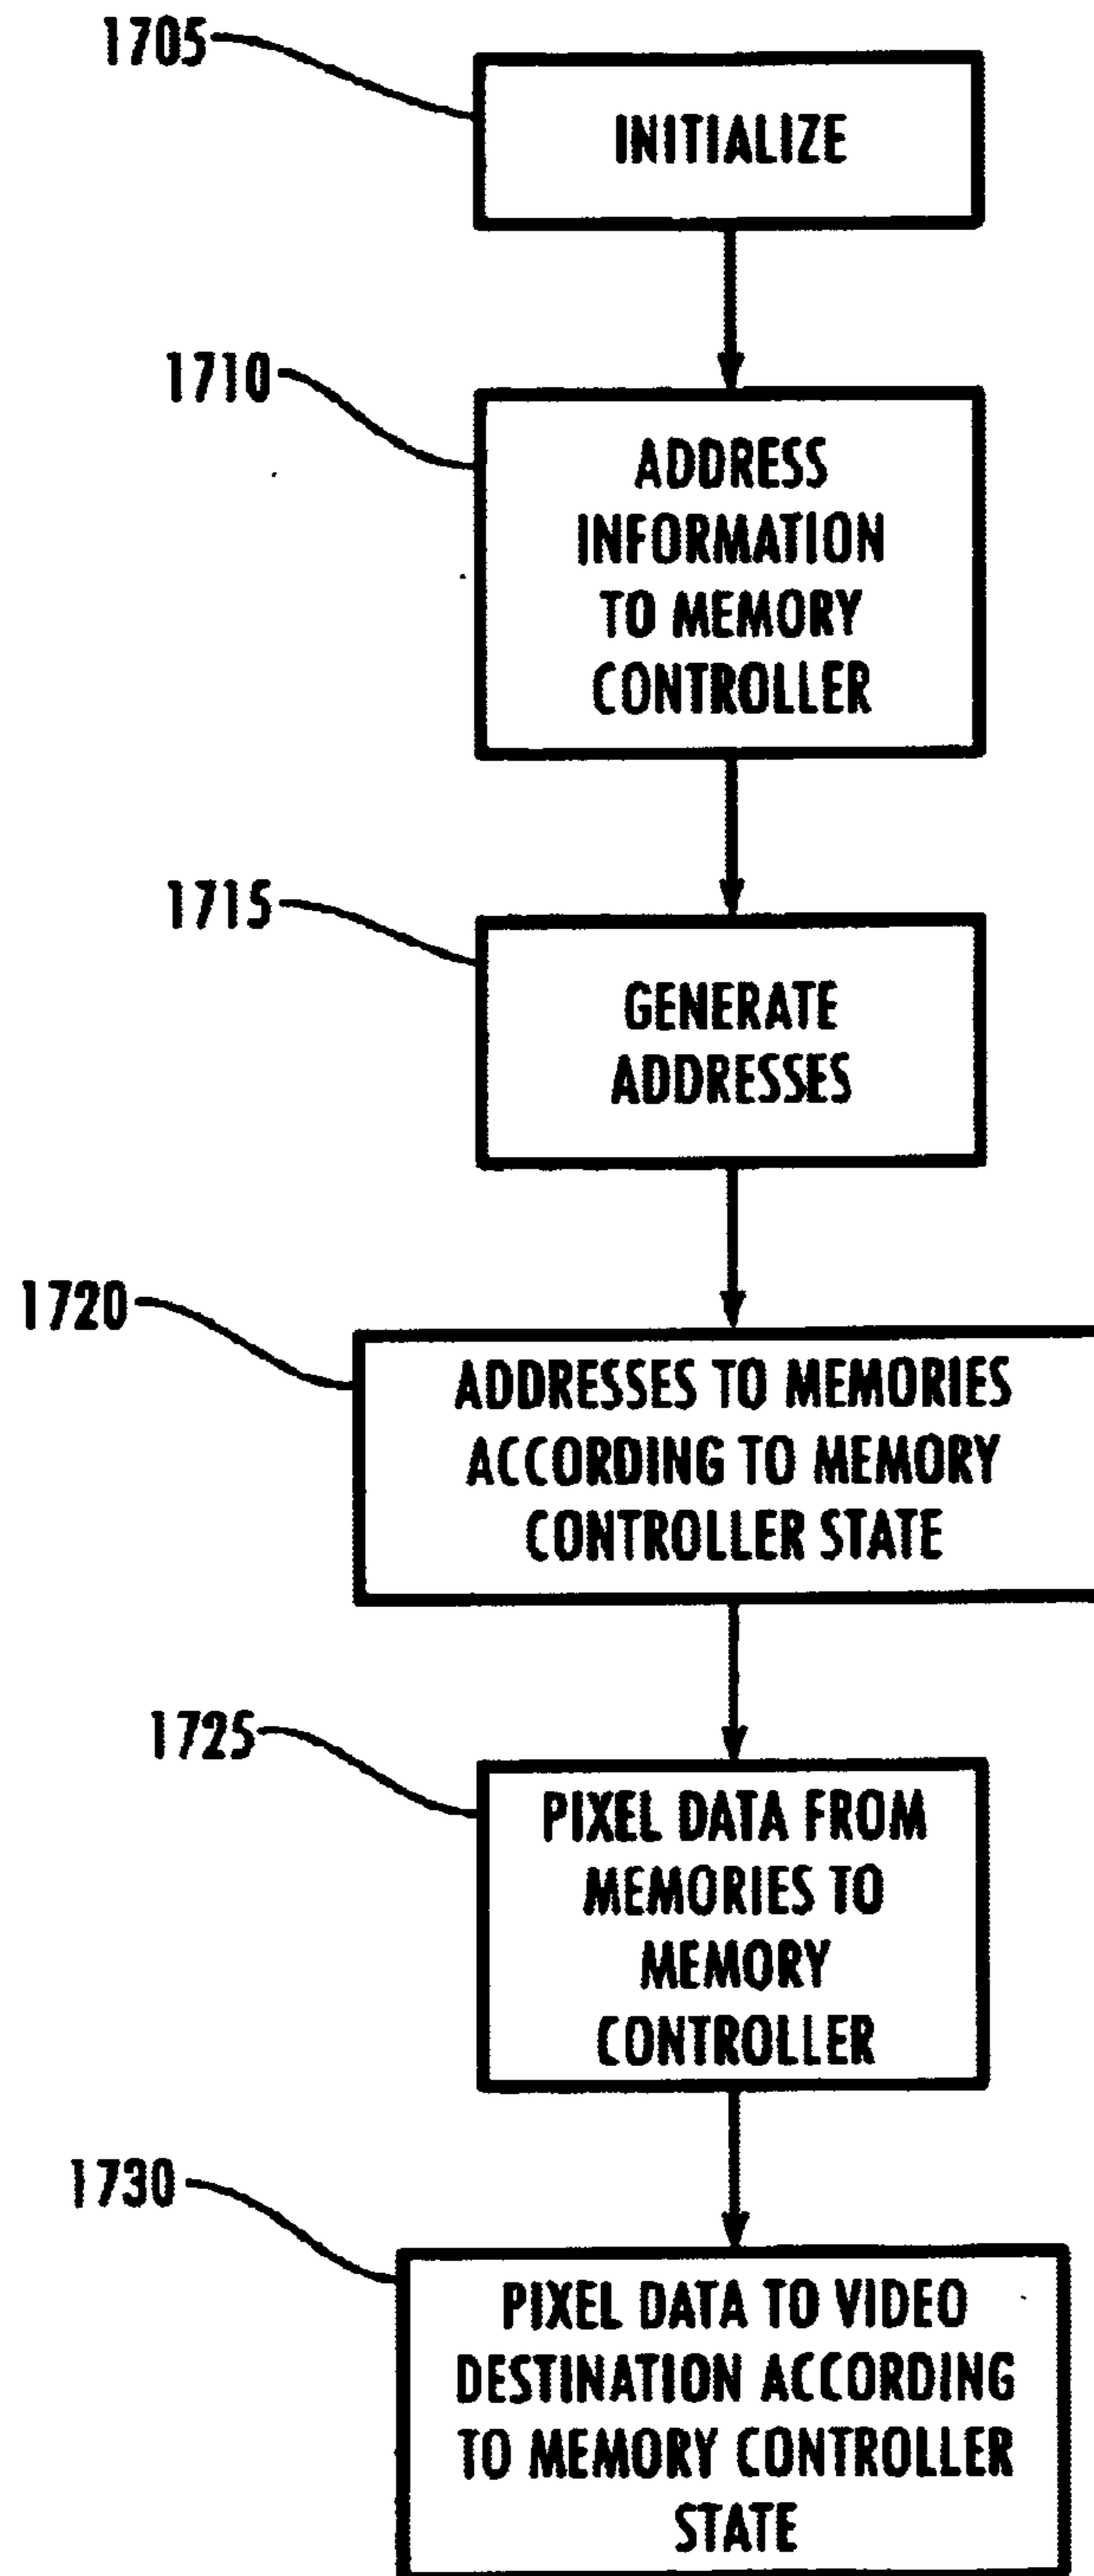 1705
INITIALIZE
1710
ADDRESS
INFORMATION
TO MEMORY
CONTROLLER
1715
GENERATE
ADDRESSES
1720
ADDRESSES TO MEMORIES
ACCORDING TO MEMORY
CONTROLLER STATE
1725
PIXEL DATA FROM
MEMORIES TO
MEMORY
CONTROLLER
1730
PIXEL DATA TO VIDEO
DESTINATION ACCORDING
TO MEMORY CONTROLLER
STATE